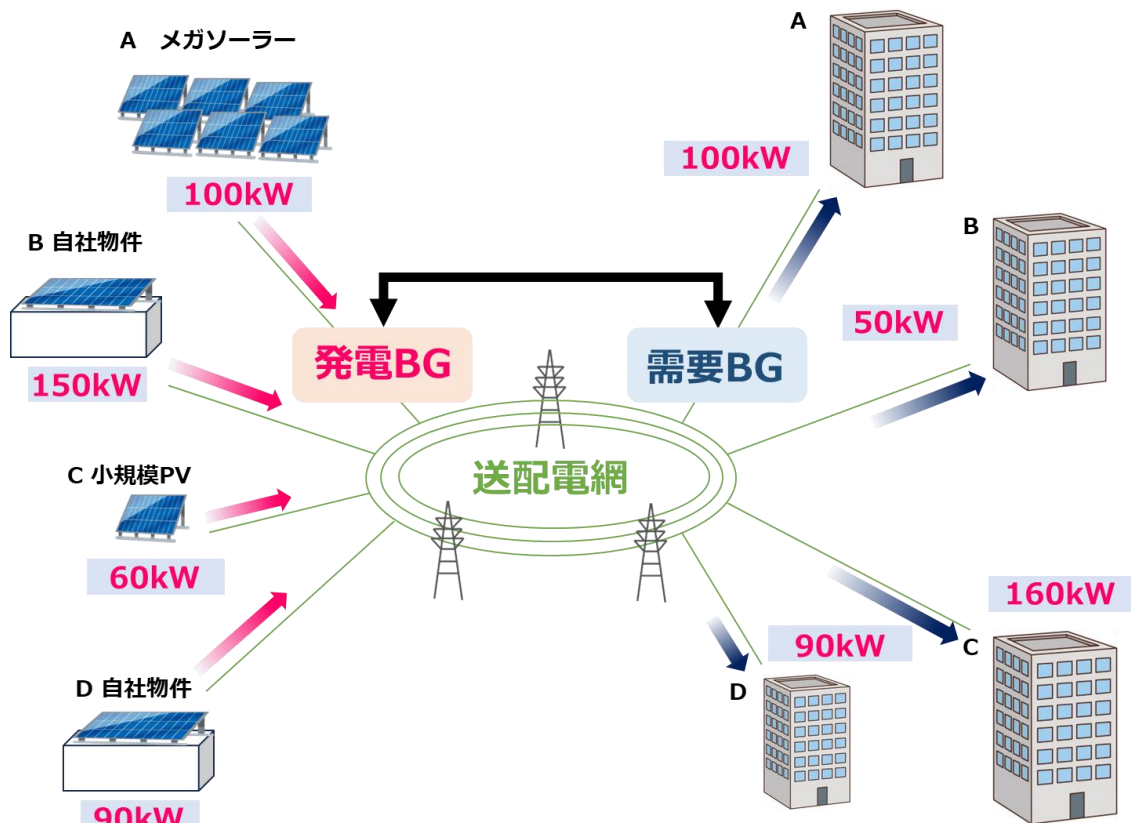 A メガソーラー
100kW
B 自社物件
150kW
C 小規模PV
60kW
D 自社物件
90kW
発電BG
需要BG
送配電網
A
100kW
B
50kW
160kW
C
90kW
D